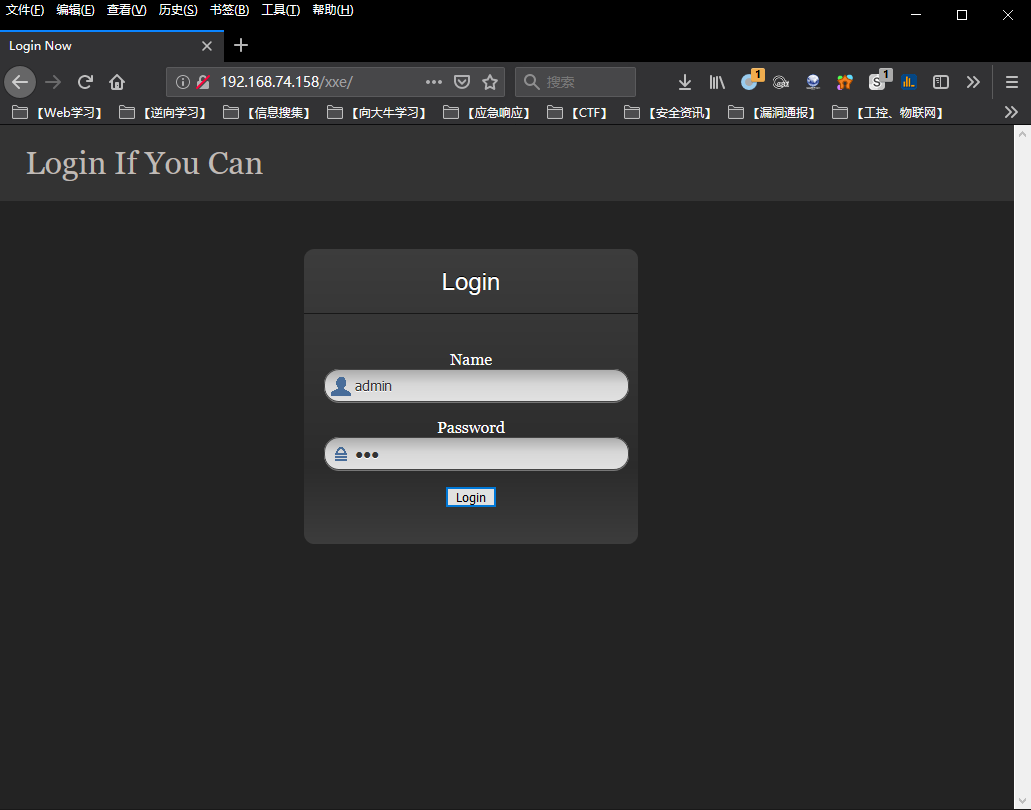 文件(F) 编辑(E) 查看(V) 历史(S) 书签(B) 工具(T) 帮助(H)
Login Now
192.168.74.158/xxe/ 搜索 1 S 1
【Web学习】 【逆向学习】 【信息搜集】 【向大牛学习】 【应急响应】 【CTF】 【安全资讯】 【漏洞通报】 【工控、物联网】
Login If You Can
Login
Name
admin
Password
•••
Login